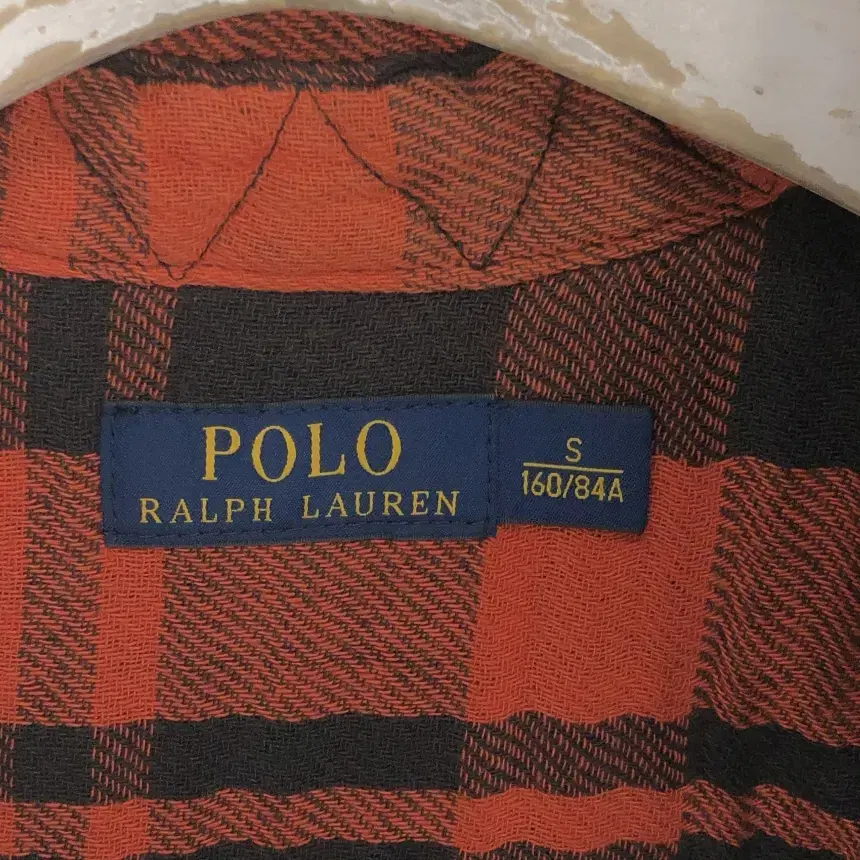 POLO
RALPH LAUREN
S
160/84A